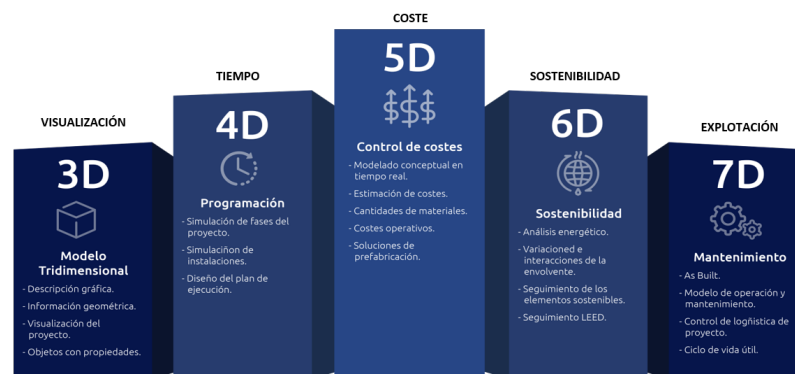 VISUALIZACIÓN
3D
Modelo
Tridimensional
- Descripción gráfica.
- Información geométrica.
- Visualización del
proyecto.
- Objetos con propiedades.
TIEMPO
4D
Programación
- Simulación de fases del
proyecto.
- Simulaciñon de
instalaciones.
- Diseño del plan de
ejecución.
COSTE
5D
Control de costes
- Modelado conceptual en
tiempo real.
- Estimación de costes.
- Cantidades de materiales.
- Costes operativos.
- Soluciones de
prefabricación.
SOSTENIBILIDAD
6D
Sostenibilidad
- Análisis energético.
- Variacioned e
interacciones de la
envolvente.
- Seguimiento de los
elementos sostenibles.
- Seguimiento LEED.
EXPLOTACIÓN
7D
Mantenimiento
- As Built.
- Modelo de operación y
mantenimiento.
- Control de logñistica de
proyecto.
- Ciclo de vida útil.